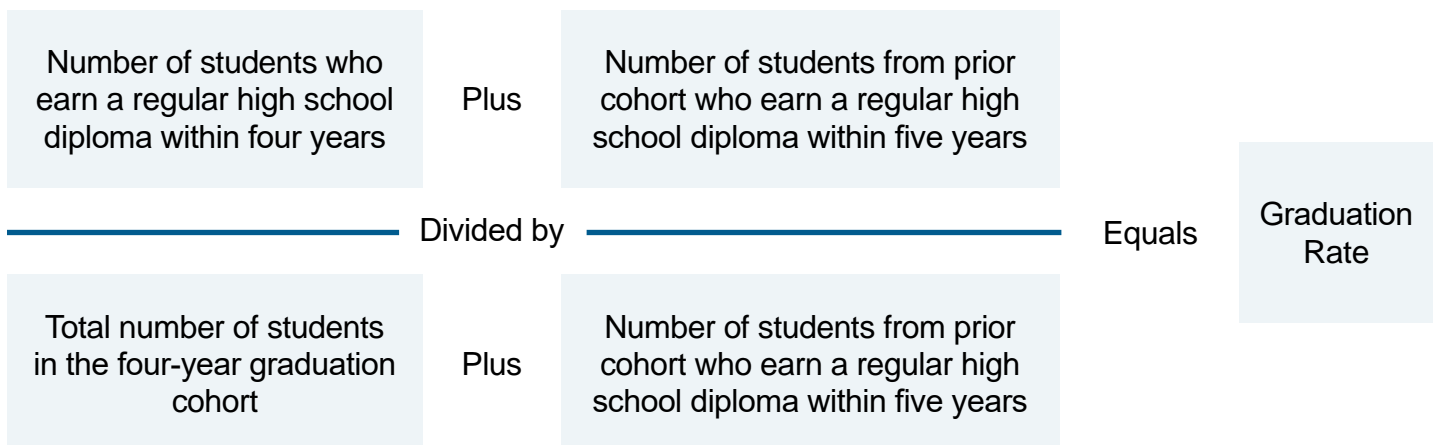 Number of students who
earn a regular high school
diploma within four years
Plus
Number of students from prior
cohort who earn a regular high
school diploma within five years
Divided by
Equals
Graduation
Rate
Total number of students
in the four-year graduation
cohort
Plus
Number of students from prior
cohort who earn a regular high
school diploma within five years